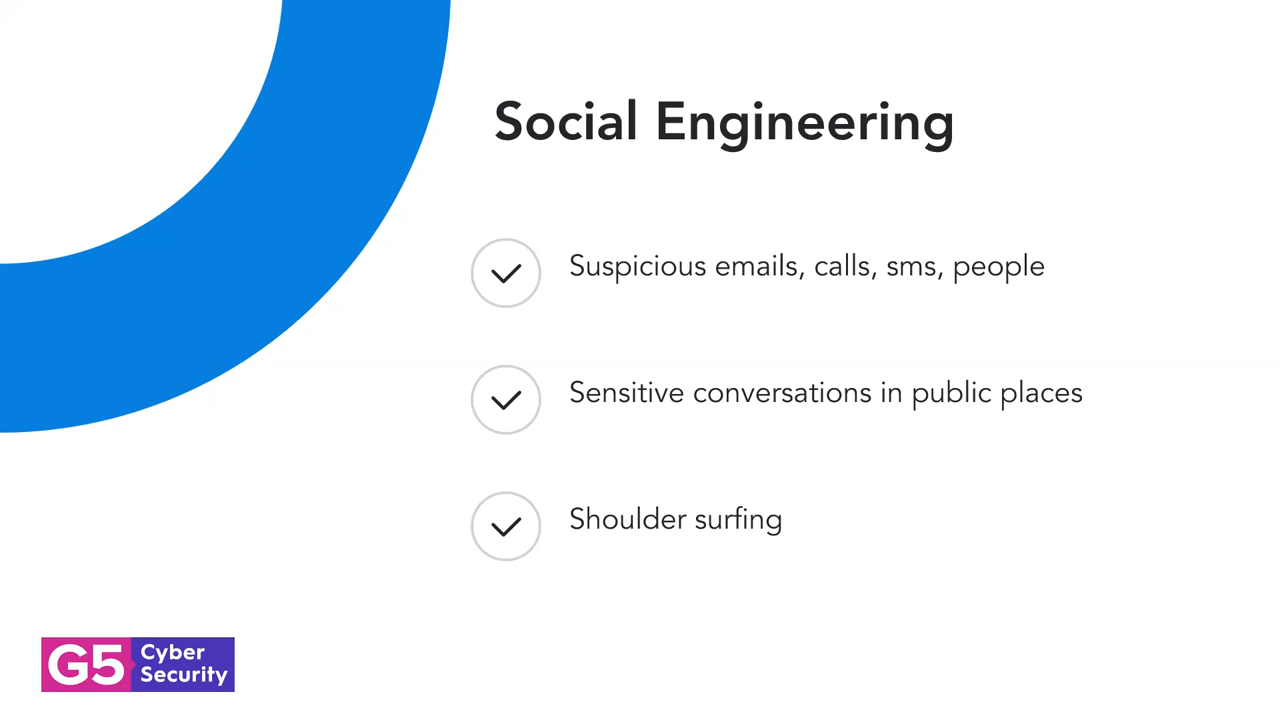 Social Engineering
Suspicious emails, calls, sms, people
Sensitive conversations in public places
Shoulder surfing
G5 Cyber
Security